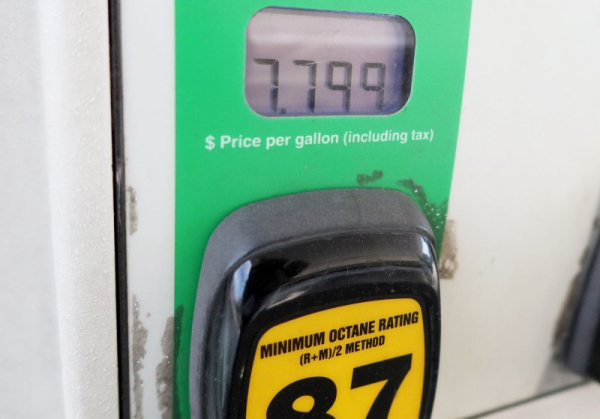 7.799
$ Price per gallon (including tax)
MINIMUM OCTANE RATING
(R+M)/2 METHOD
87